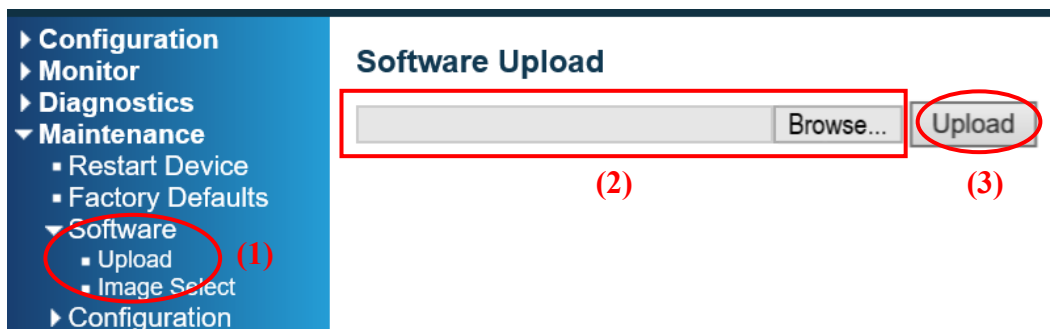 Configuration
Monitor
Diagnostics
Maintenance
Restart Device
Factory Defaults
Software
Upload
(1)
Image Select
Configuration
Software Upload
Browse...
Upload
(2)
(3)